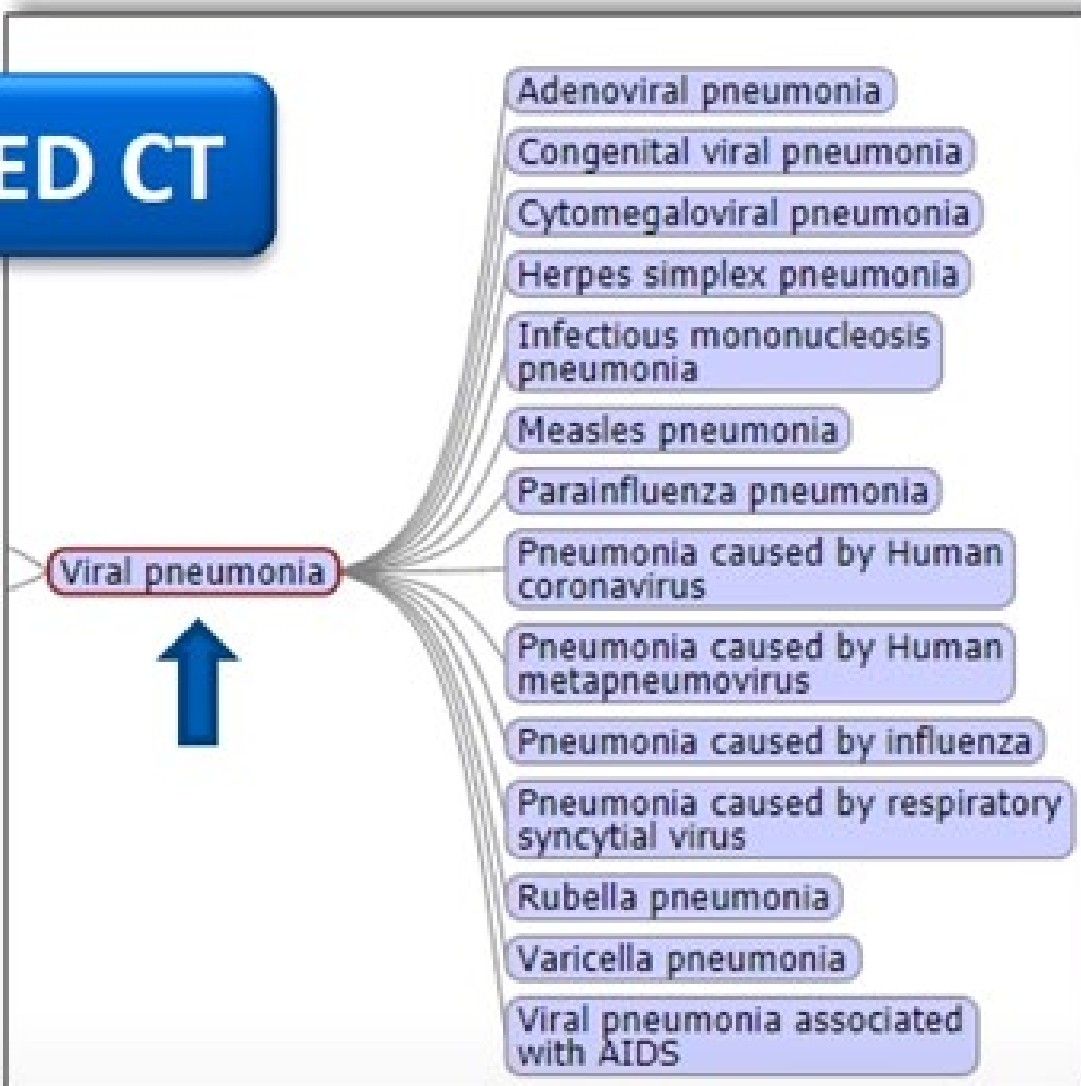 ED CT
Adenoviral pneumonia
Congenital viral pneumonia
Cytomegaloviral pneumonia
Herpes simplex pneumonia
Infectious mononucleosis
pneumonia
Measles pneumonia
Parainfluenza pneumonia
Viral pneumonia
Pneumonia caused by Human
coronavirus
Pneumonia caused by Human
metapneumovirus
Pneumonia caused by influenza
Pneumonia caused by respiratory
syncytial virus
Rubella pneumonia
Varicella pneumonia
Viral pneumonia associated
with AIDS